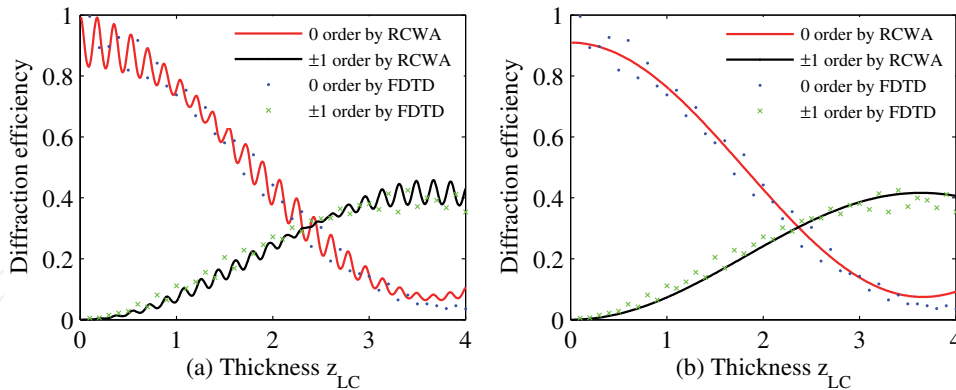 1
0.8
0.6
0.4
0.2
0
Diffraction efficiency
0 order by RCWA
±1 order by RCWA
0 order by FDTD
±1 order by FDTD
0 1 2 3 4
(a) Thickness z_LC
1
0.8
0.6
0.4
0.2
0
Diffraction efficiency
0 order by RCWA
±1 order by RCWA
0 order by FDTD
±1 order by FDTD
0 1 2 3 4
(b) Thickness z_LC